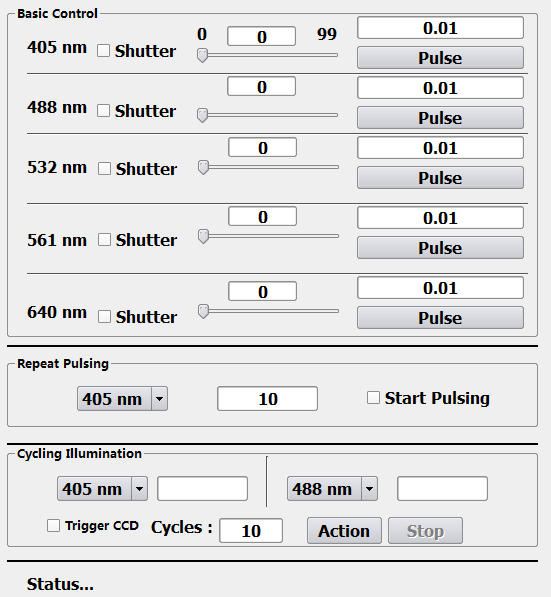 Basic Control
405 nm Shutter 0 0 99 0.01
Pulse
488 nm Shutter 0 0.01
Pulse
532 nm Shutter 0 0.01
Pulse
561 nm Shutter 0 0.01
Pulse
640 nm Shutter 0 0.01
Pulse
Repeat Pulsing
405 nm 10 Start Pulsing
Cycling Illumination
405 nm 488 nm
Trigger CCD Cycles : 10 Action Stop
Status...